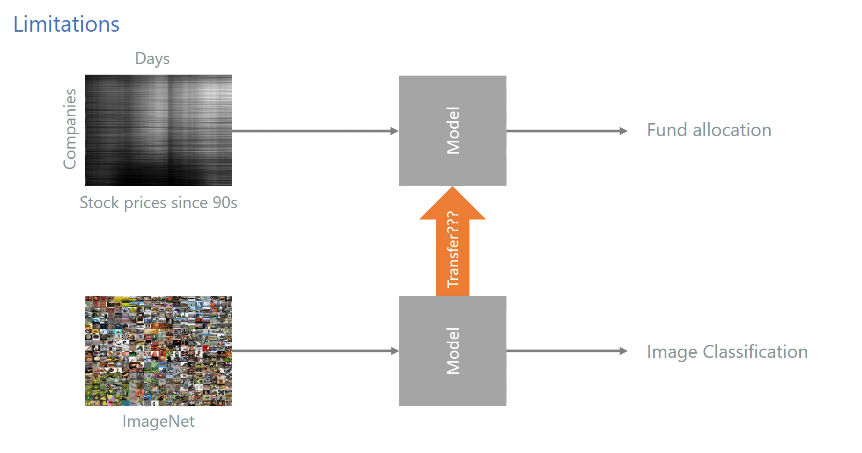 Limitations
Days
Companies
Stock prices since 90s
Model
Fund allocation
Transfer???
Model
Image Classification
ImageNet